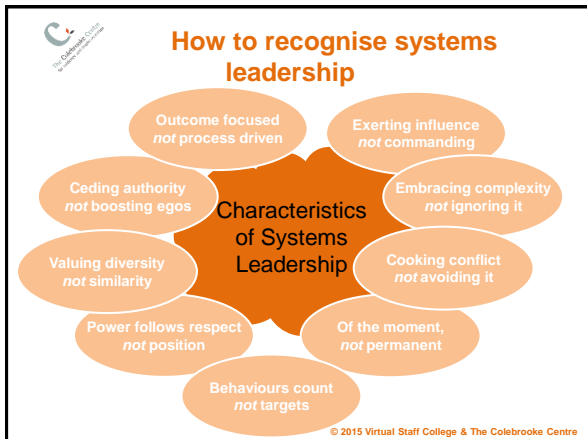 The Colebrooke Centre
How to recognise systems
leadership
Outcome focused
not process driven
Exerting influence
not commanding
Ceding authority
not boosting egos
Embracing complexity
not ignoring it
Characteristics
of Systems
Leadership
Valuing diversity
not similarity
Cooking conflict
not avoiding it
Power follows respect
not position
Of the moment,
not permanent
Behaviours count
not targets
© 2015 Virtual Staff College & The Colebrooke Centre